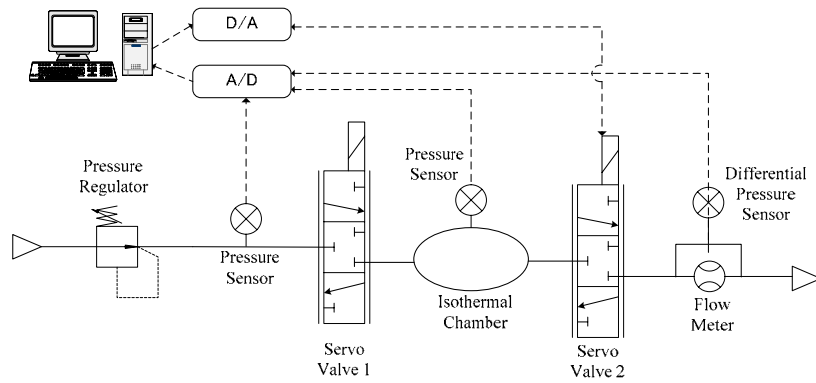 D/A
A/D
Pressure
Regulator
Pressure
Sensor
Pressure
Sensor
Differential
Pressure
Sensor
Isothermal
Chamber
Flow
Meter
Servo
Valve 1
Servo
Valve 2